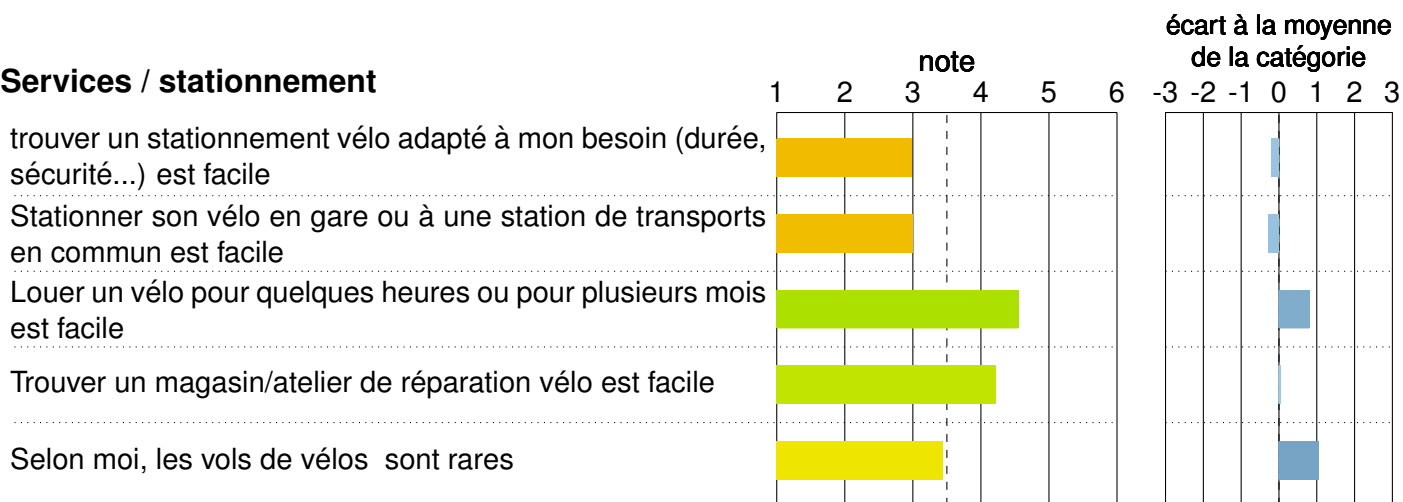 écart à la moyenne
de la catégorie
note
Services / stationnement
1 2 3 4 5 6 -3 -2 -1 0 1 2 3
trouver un stationnement vélo adapté à mon besoin (durée,
sécurité...) est facile
Stationner son vélo en gare ou à une station de transports
en commun est facile
Louer un vélo pour quelques heures ou pour plusieurs mois
est facile
Trouver un magasin/atelier de réparation vélo est facile
Selon moi, les vols de vélos sont rares